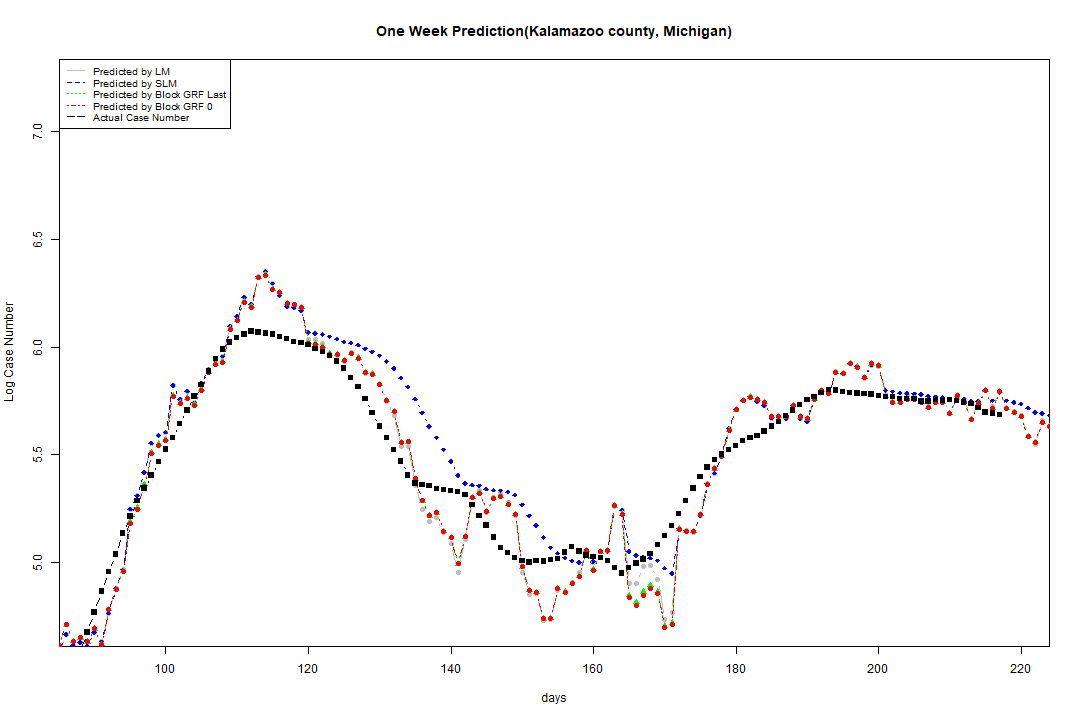 One Week Prediction(Kalamazoo county, Michigan)
Predicted by LM
Predicted by SLM
Predicted by Block GRF Last
Predicted by Block GRF 0
Actual Case Number
7.0
6.5
6.0
5.5
5.0
Log Case Number
100 120 140 160 180 200 220
days